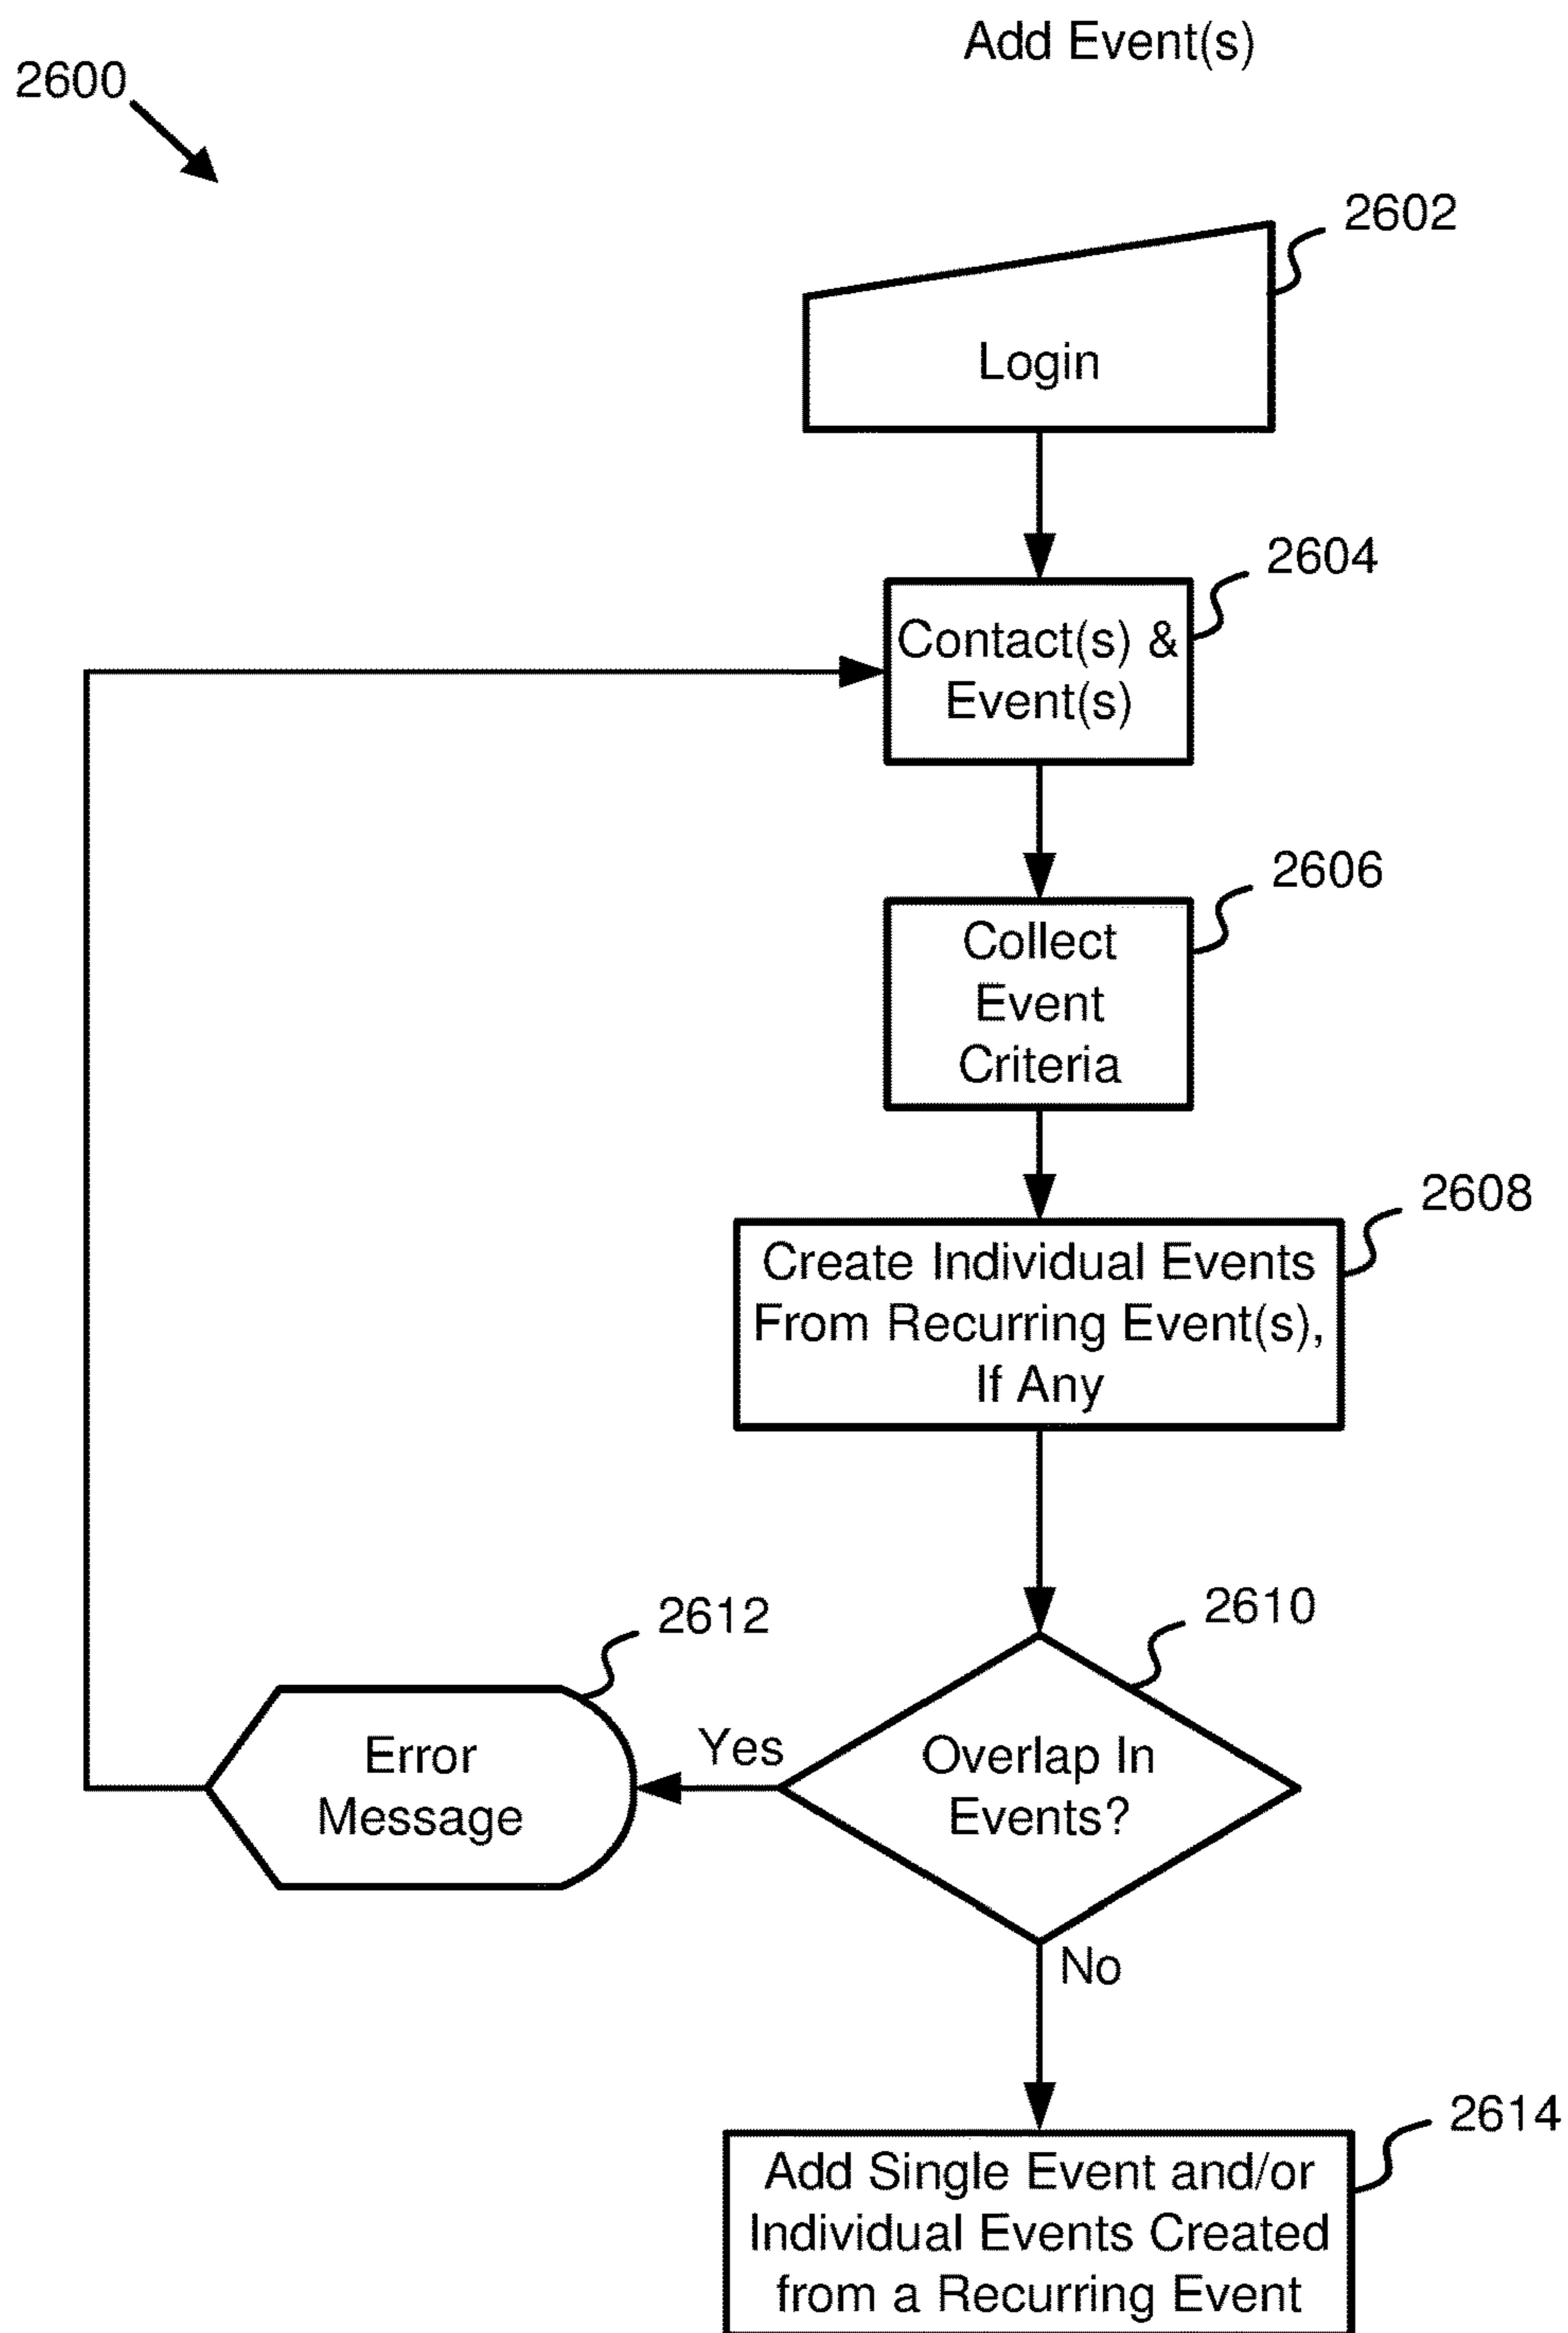 Add Event(s)
2600
2602
Login
2604
Contact(s) &
Event(s)
2606
Collect
Event
Criteria
2608
Create Individual Events
From Recurring Event(s),
If Any
2610
2612
Overlap In
Events?
Yes
Error
Message
No
2614
Add Single Event and/or
Individual Events Created
from a Recurring Event